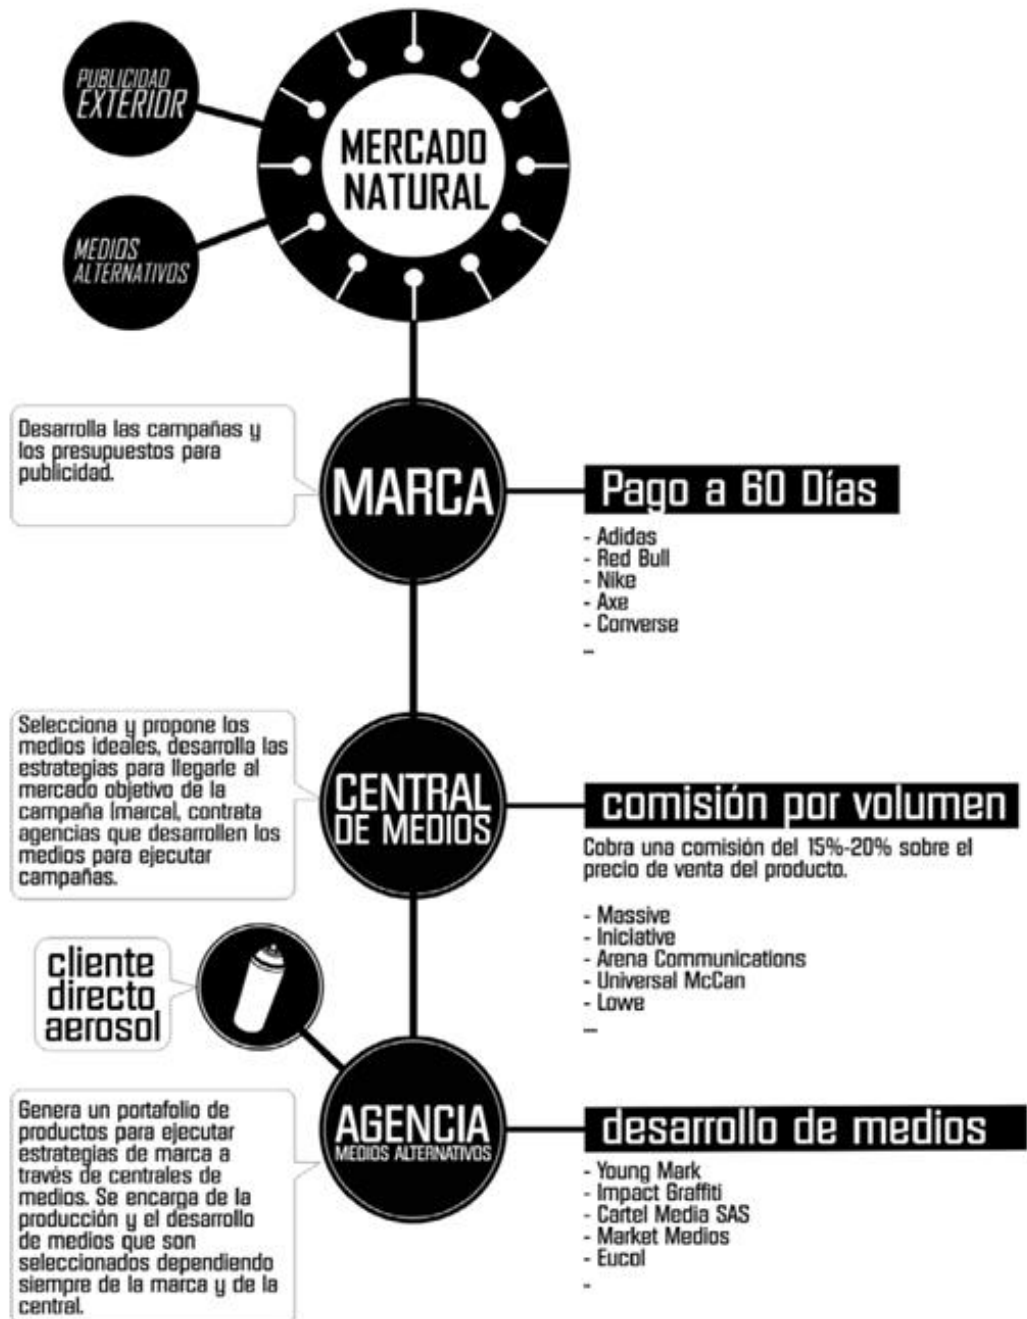 PUBLICIDAD
EXTERIOR
MERCADO
NATURAL
MEDIOS
ALTERNATIVOS
Desarrolla las campañas y
los presupuestos para
publicidad.
MARCA
Pago a 60 Días
- Adidas
- Red Bull
- Nike
- Axe
- Converse
...
Selecciona y propone los
medios ideales, desarrolla las
estrategias para llegarle al
mercado objetivo de la
campaña (marca), contrata
agencias que desarrollen los
medios para ejecutar
campañas.
CENTRAL
DE MEDIOS
comisión por volumen
Cobra una comisión del 15%-20% sobre el
precio de venta del producto.
- Massive
- Iniciative
- Arena Communications
- Universal McCan
- Lowe
...
cliente
directo
aerosol
Genera un portafolio de
productos para ejecutar
estrategias de marca a
través de centrales de
medios. Se encarga de la
producción y el desarrollo
de medios que son
seleccionados dependiendo
siempre de la marca y de la
central.
AGENCIA
MEDIOS ALTERNATIVOS
desarrollo de medios
- Young Mark
- Impact Graffiti
- Cartel Media SAS
- Market Medios
- Eucol
..